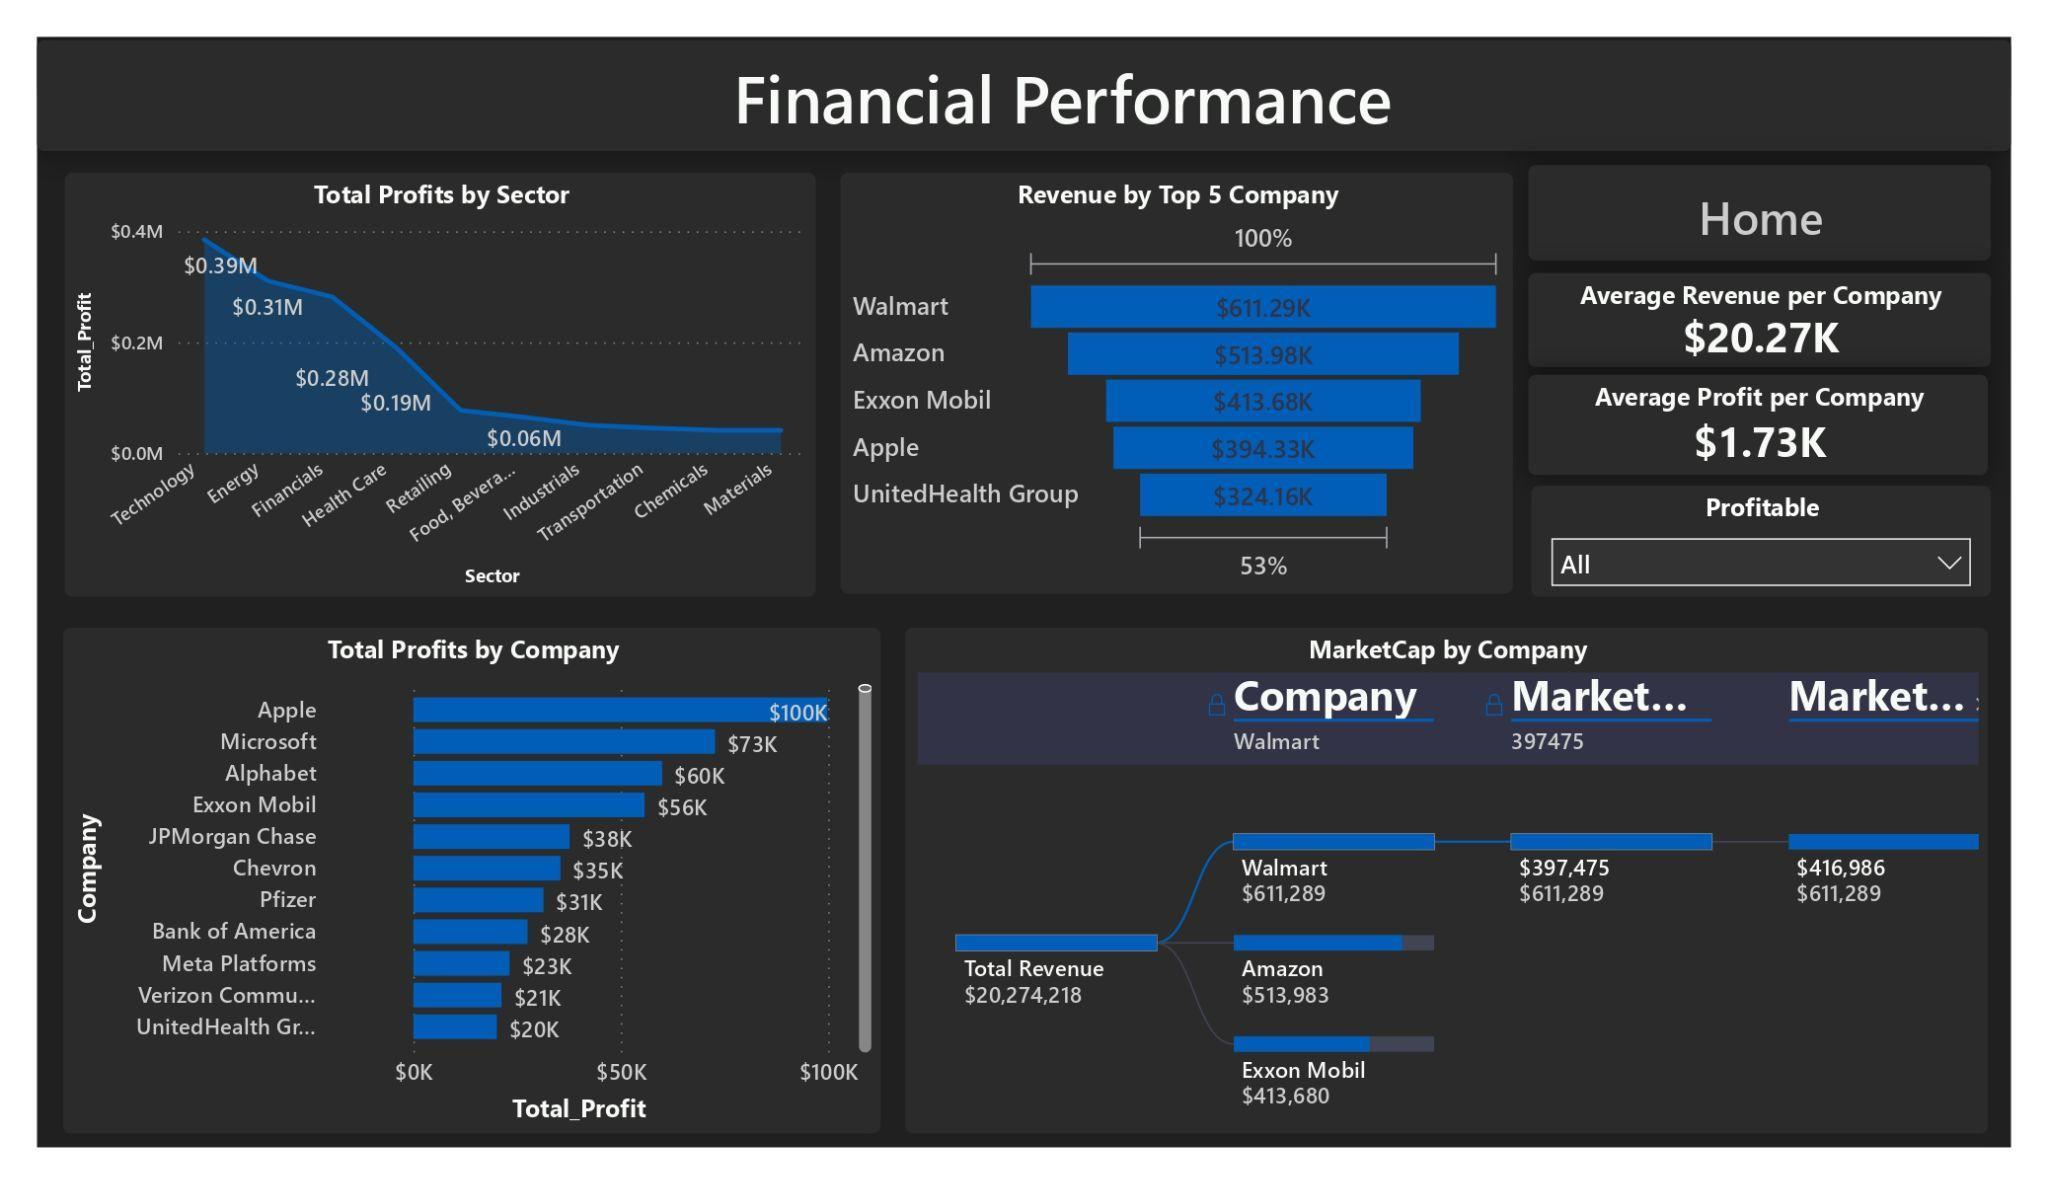 Financial Performance
Total Profits by Sector
$0.4M
$0.39M
$0.31M
$0.2M
$0.28M
$0.19M
$0.06M
$0.0M
Total_Profit
Technology
Energy
Financials
Health Care
Retailing
Food, Bevera...
Industrials
Transportation
Chemicals
Materials
Sector
Revenue by Top 5 Company
100%
Walmart $611.29K
Amazon $513.98K
Exxon Mobil $413.68K
Apple $394.33K
UnitedHealth Group $324.16K
53%
Home
Average Revenue per Company
$20.27K
Average Profit per Company
$1.73K
Profitable
All
Total Profits by Company
Company
Apple $100K
Microsoft $73K
Alphabet $60K
Exxon Mobil $56K
JPMorgan Chase $38K
Chevron $35K
Pfizer $31K
Bank of America $28K
Meta Platforms $23K
Verizon Commu... $21K
UnitedHealth Gr... $20K
$0K $50K $100K
Total_Profit
MarketCap by Company
Company Market... Market...
Walmart 397475
Walmart $397,475 $416,986
$611,289 $611,289 $611,289
Total Revenue
$20,274,218
Amazon
$513,983
Exxon Mobil
$413,680